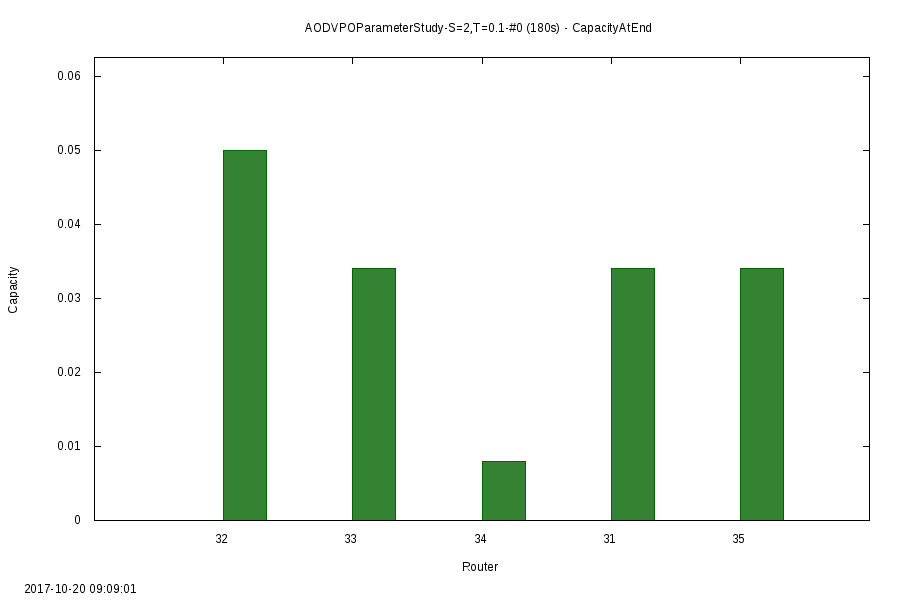 AODVPOParameterStudy-S=2,T=0.1-#0 (180s) - CapacityAtEnd
0.06
0.05
0.04
0.03
0.02
0.01
0
Capacity
32 33 34 31 35
Router
2017-10-20 09:09:01